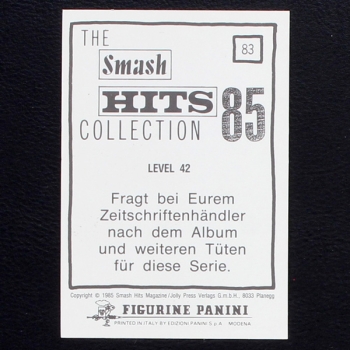 THE
83
Smash
HITS 85
COLLECTION
LEVEL 42
Fragt bei Eurem
Zeitschriftenhändler
nach dem Album
und weiteren Tüten
für diese Serie.
Copyright © 1985 Smash Hits Magazine/Jolly Press Verlags G.m.b.H., 8033 Planegg
FIGURINE PANINI
PRINTED IN ITALY BY EDIZIONI PANINI S.p.A. - MODENA